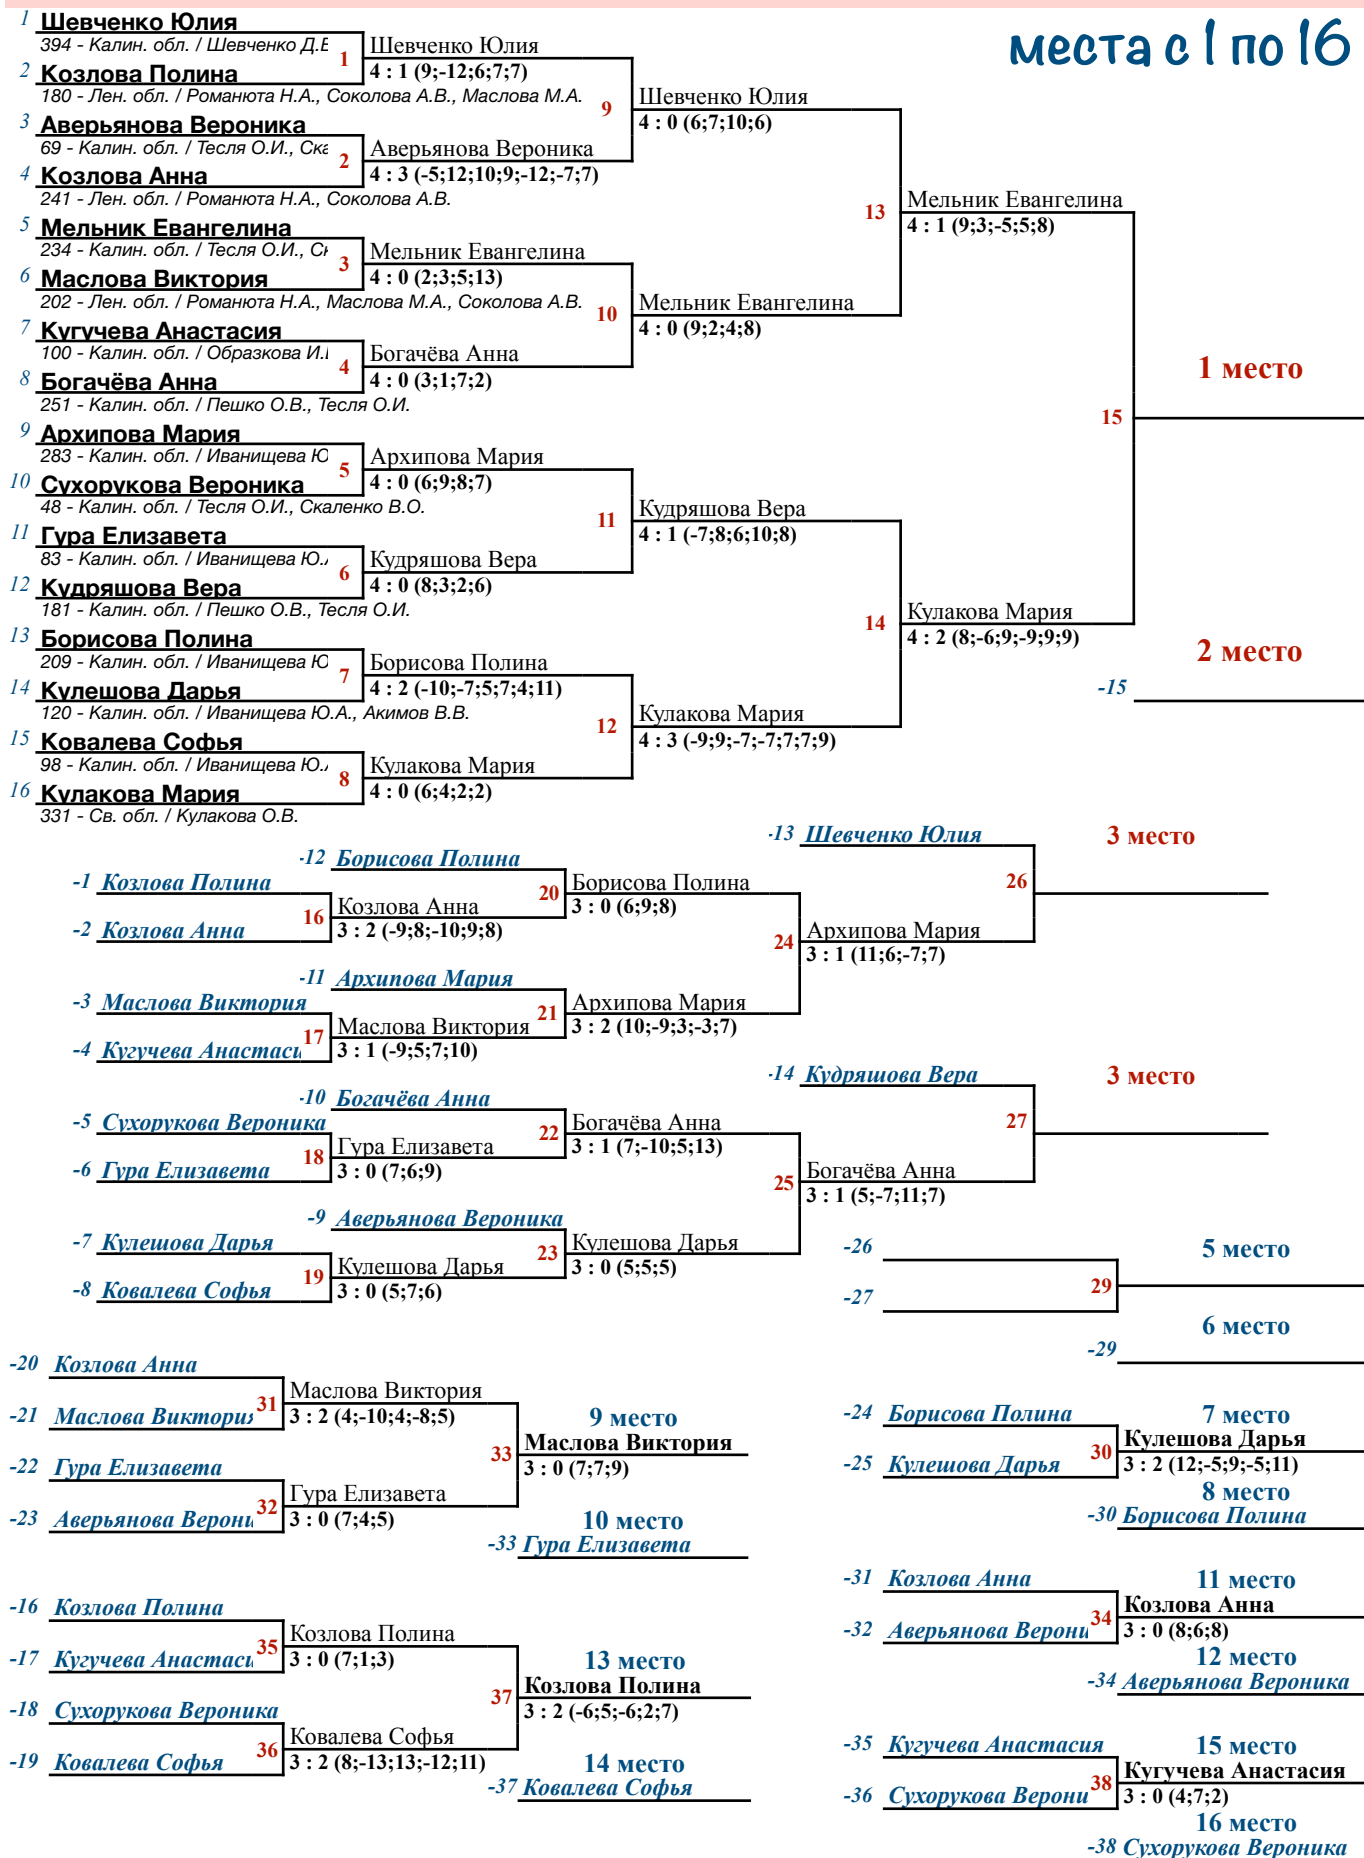 места с 1 по 16
1 Шевченко Юлия
394 - Калин. обл. / Шевченко Д.В
1
Шевченко Юлия
4 : 1 (9;-12;6;7;7)
2 Козлова Полина
180 - Лен. обл. / Романюта Н.А., Соколова А.В., Маслова М.А.
9
Шевченко Юлия
4 : 0 (6;7;10;6)
3 Аверьянова Вероника
69 - Калин. обл. / Тесля О.И., Ска
2
Аверьянова Вероника
4 : 3 (-5;12;10;9;-12;-7;7)
4 Козлова Анна
241 - Лен. обл. / Романюта Н.А., Соколова А.В.
13
Мельник Евангелина
4 : 1 (9;3;-5;5;8)
5 Мельник Евангелина
234 - Калин. обл. / Тесля О.И., Ск
3
Мельник Евангелина
4 : 0 (2;3;5;13)
6 Маслова Виктория
202 - Лен. обл. / Романюта Н.А., Маслова М.А., Соколова А.В.
10
Мельник Евангелина
4 : 0 (9;2;4;8)
7 Кугучева Анастасия
100 - Калин. обл. / Образкова И.
4
Богачёва Анна
4 : 0 (3;1;7;2)
8 Богачёва Анна
251 - Калин. обл. / Пешко О.В., Тесля О.И.
1 место
15
9 Архипова Мария
283 - Калин. обл. / Иванищева Ю
5
Архипова Мария
4 : 0 (6;9;8;7)
10 Сухорукова Вероника
48 - Калин. обл. / Тесля О.И., Скаленко В.О.
11
Кудряшова Вера
4 : 1 (-7;8;6;10;8)
11 Гура Елизавета
83 - Калин. обл. / Иванищева Ю.
6
Кудряшова Вера
4 : 0 (8;3;2;6)
12 Кудряшова Вера
181 - Калин. обл. / Пешко О.В., Тесля О.И.
14
Кулакова Мария
4 : 2 (8;-6;9;-9;9;9)
13 Борисова Полина
209 - Калин. обл. / Иванищева Ю
7
Борисова Полина
4 : 2 (-10;-7;5;7;4;11)
2 место
-15
14 Кулешова Дарья
120 - Калин. обл. / Иванищева Ю.А., Акимов В.В.
12
Кулакова Мария
4 : 3 (-9;9;-7;-7;7;7;9)
15 Ковалева Софья
98 - Калин. обл. / Иванищева Ю.
8
Кулакова Мария
4 : 0 (6;4;2;2)
16 Кулакова Мария
331 - Св. обл. / Кулакова О.В.
-13 Шевченко Юлия
3 место
26
-12 Борисова Полина
-1 Козлова Полина
20
Борисова Полина
3 : 0 (6;9;8)
16
Козлова Анна
3 : 2 (-9;8;-10;9;8)
-2 Козлова Анна
24
Архипова Мария
3 : 1 (11;6;-7;7)
-11 Архипова Мария
-3 Маслова Виктория
21
Архипова Мария
3 : 2 (10;-9;3;-3;7)
17
Маслова Виктория
3 : 1 (-9;5;7;10)
-4 Кугучева Анастаси
-14 Кудряшова Вера
3 место
27
-10 Богачёва Анна
-5 Сухорукова Вероника
22
Богачёва Анна
3 : 1 (7;-10;5;13)
18
Гура Елизавета
3 : 0 (7;6;9)
-6 Гура Елизавета
25
Богачёва Анна
3 : 1 (5;-7;11;7)
-9 Аверьянова Вероника
-7 Кулешова Дарья
23
Кулешова Дарья
3 : 0 (5;5;5)
19
Кулешова Дарья
3 : 0 (5;7;6)
-8 Ковалева Софья
-26
5 место
29
-27
6 место
-29
-20 Козлова Анна
31
Маслова Виктория
3 : 2 (4;-10;4;-8;5)
-21 Маслова Виктория
9 место
33
Маслова Виктория
3 : 0 (7;7;9)
-22 Гура Елизавета
32
Гура Елизавета
3 : 0 (7;4;5)
-23 Аверьянова Верони
10 место
-33 Гура Елизавета
-24 Борисова Полина
7 место
30
Кулешова Дарья
3 : 2 (12;-5;9;-5;11)
-25 Кулешова Дарья
8 место
-30 Борисова Полина
-31 Козлова Анна
11 место
34
Козлова Анна
3 : 0 (8;6;8)
-32 Аверьянова Верони
12 место
-34 Аверьянова Вероника
-16 Козлова Полина
35
Козлова Полина
3 : 0 (7;1;3)
-17 Кугучева Анастаси
13 место
37
Козлова Полина
3 : 2 (-6;5;-6;2;7)
-18 Сухорукова Вероника
36
Ковалева Софья
3 : 2 (8;-13;13;-12;11)
-19 Ковалева Софья
14 место
-37 Ковалева Софья
-35 Кугучева Анастасия
15 место
38
Кугучева Анастасия
3 : 0 (4;7;2)
-36 Сухорукова Верони
16 место
-38 Сухорукова Вероника